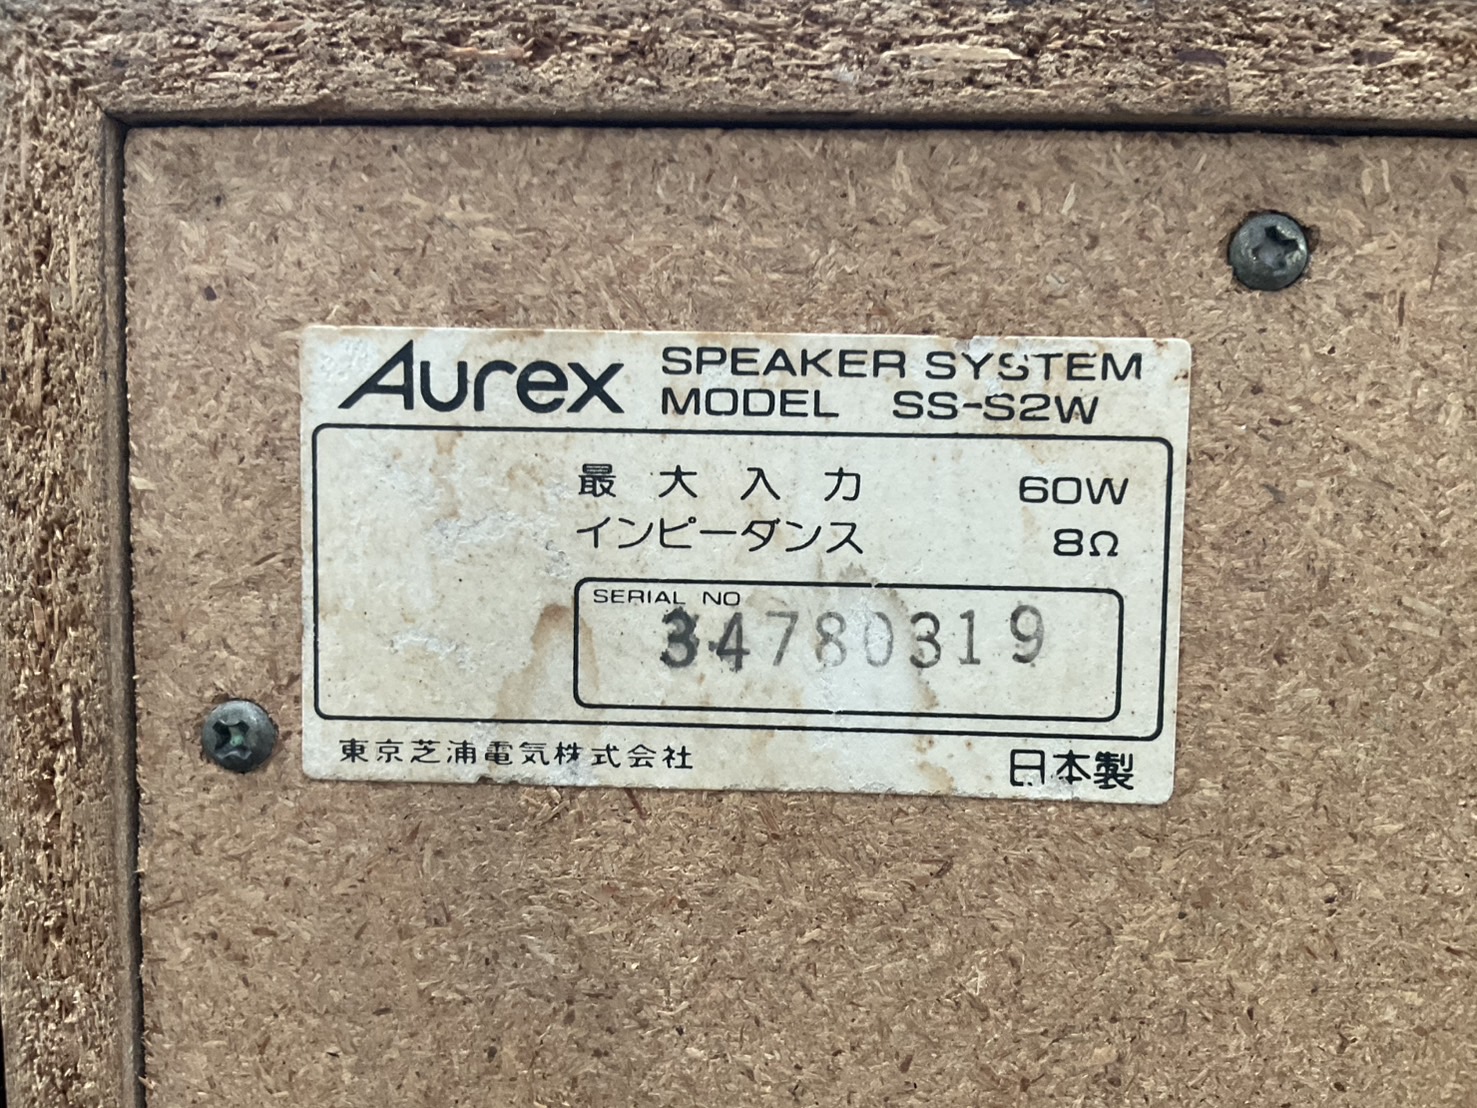 Aurex SPEAKER SYSTEM
MODEL SS-S2W
最大入力 60W
インピーダンス 8Ω
SERIAL NO
34780319
東京芝浦電気株式会社 日本製